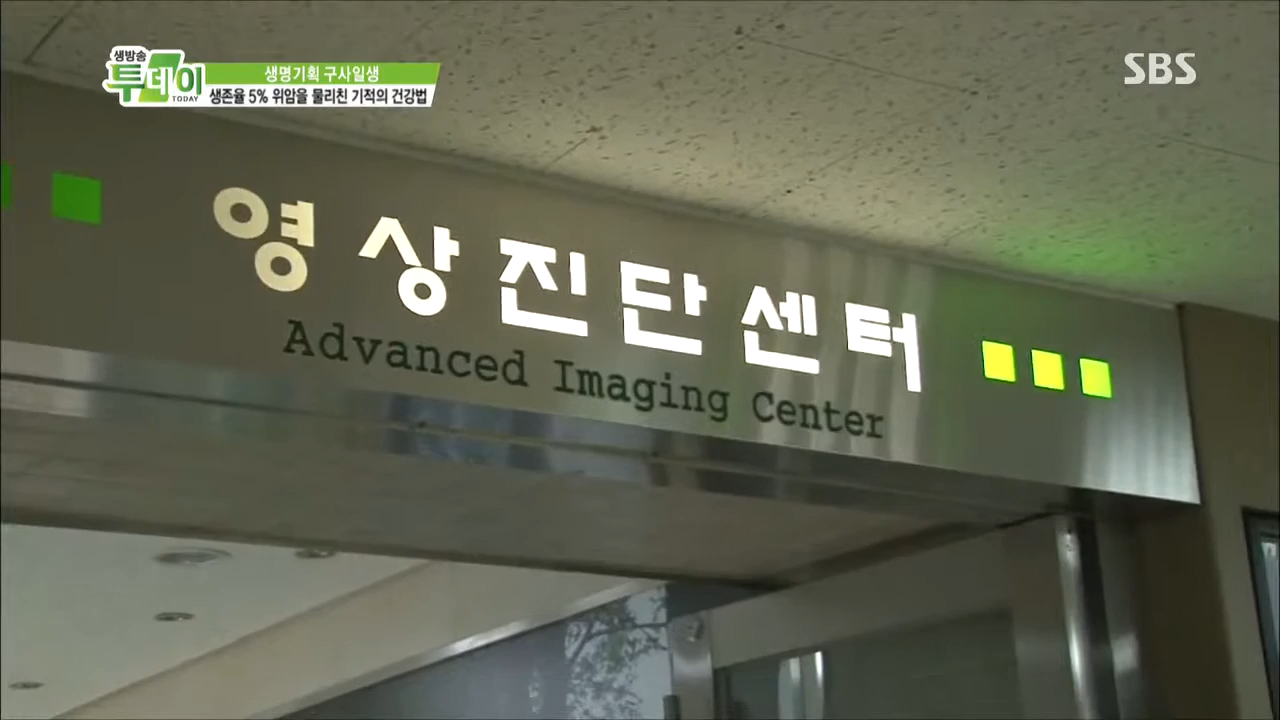 생방송
투데이
TODAY
생명기획 구사일생
생존율 5% 위암을 물리친 기적의 건강법
SBS
영상진단센터
Advanced Imaging Center